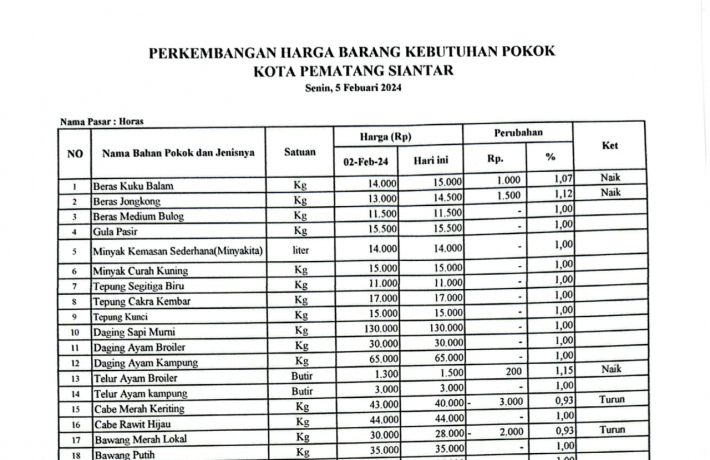 PERKEMBANGAN HARGA BARANG KEBUTUHAN POKOK
KOTA PEMATANG SIANTAR
Senin, 5 Febuari 2024
Nama Pasar : Horas
NO Nama Bahan Pokok dan Jenisnya Satuan Harga (Rp) Perubahan Ket
02-Feb-24 Hari ini Rp. %
1 Beras Kuku Balam Kg 14.000 15.000 1.000 1,07 Naik
2 Beras Jongkong Kg 13.000 14.500 1.500 1,12 Naik
3 Beras Medium Bulog Kg 11.500 11.500 - 1,00
4 Gula Pasir Kg 15.500 15.500 - 1,00
5 Minyak Kemasan Sederhana(Minyakita) liter 14.000 14.000 - 1,00
6 Minyak Curah Kuning Kg 15.000 15.000 - 1,00
7 Tepung Segitiga Biru Kg 11.000 11.000 - 1,00
8 Tepung Cakra Kembar Kg 17.000 17.000 - 1,00
9 Tepung Kunci Kg 15.000 15.000 - 1,00
10 Daging Sapi Murni Kg 130.000 130.000 - 1,00
11 Daging Ayam Broiler Kg 30.000 30.000 - 1,00
12 Daging Ayam Kampung Kg 65.000 65.000 - 1,00
13 Telur Ayam Broiler Butir 1.300 1.500 200 1,15 Naik
14 Telur Ayam kampung Butir 3.000 3.000 - 1,00
15 Cabe Merah Keriting Kg 43.000 40.000 - 3.000 0,93 Turun
16 Cabe Rawit Hijau Kg 44.000 44.000 - 1,00
17 Bawang Merah Lokal Kg 30.000 28.000 - 2.000 0,93 Turun
18 Bawang Putih Kg 35.000 35.000 - 1,00